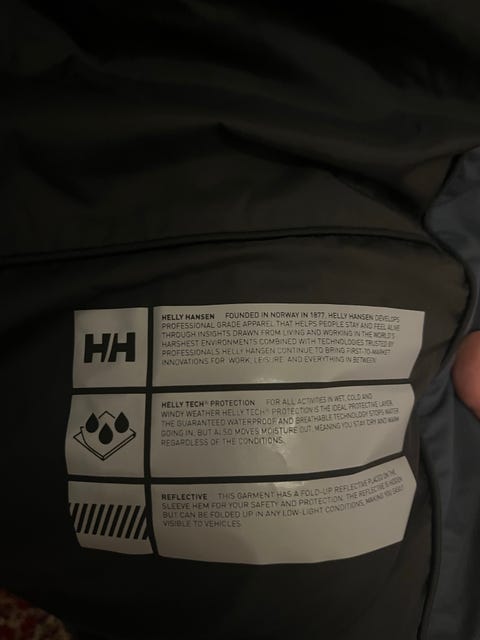 H/H
HELLY HANSEN FOUNDED IN NORWAY IN 1877, HELLY HANSEN DEVELOPS
PROFESSIONAL GRADE APPAREL THAT HELPS PEOPLE STAY AND FEEL ALIVE
THROUGH INSIGHTS DRAWN FROM LIVING AND WORKING IN THE WORLD'S
HARSHEST ENVIRONMENTS COMBINED WITH TECHNOLOGIES TRUSTED BY
PROFESSIONALS HELLY HANSEN CONTINUE TO BRING FIRST-TO-MARKET
INNOVATIONS FOR WORK, LEISURE AND EVERYTHING IN BETWEEN
HELLY TECH® PROTECTION FOR ALL ACTIVITIES IN WET, COLD AND
WINDY WEATHER HELLY TECH® PROTECTION IS THE IDEAL PROTECTIVE LAYER.
THE GUARANTEED WATERPROOF AND BREATHABLE TECHNOLOGY STOPS WATER
GOING IN, BUT ALSO MOVES MOISTURE OUT, MEANING YOU STAY DRY AND WARM
REGARDLESS OF THE CONDITIONS.
REFLECTIVE THIS GARMENT HAS A FOLD-UP REFLECTIVE PLACED ON THE
SLEEVE HEM FOR YOUR SAFETY AND PROTECTION. THE REFLECTIVE IS HIDDEN
BUT CAN BE FOLDED UP IN ANY LOW-LIGHT CONDITIONS, MAKING YOU EASILY
VISIBLE TO VEHICLES.